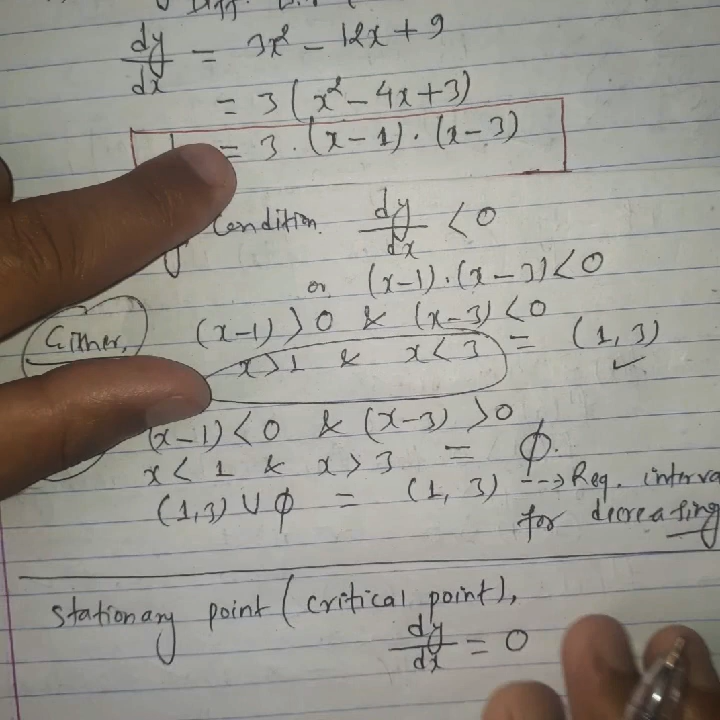 Diff.
dy/dx = 3x² - 12x + 9
= 3(x² - 4x + 3)
= 3 . (x - 1) . (x - 3)
Condition. dy/dx < 0
or (x-1).(x-3) < 0
Either, (x-1) > 0 & (x-3) < 0
x > 1 & x < 3 = (1, 3) ✓
(x-1) < 0 & (x-3) > 0
x < 1 & x > 3 = ϕ.
(1,3) ∪ ϕ = (1, 3) --→ Req. interva
for decreasing
Stationary point (critical point),
dy/dx = 0